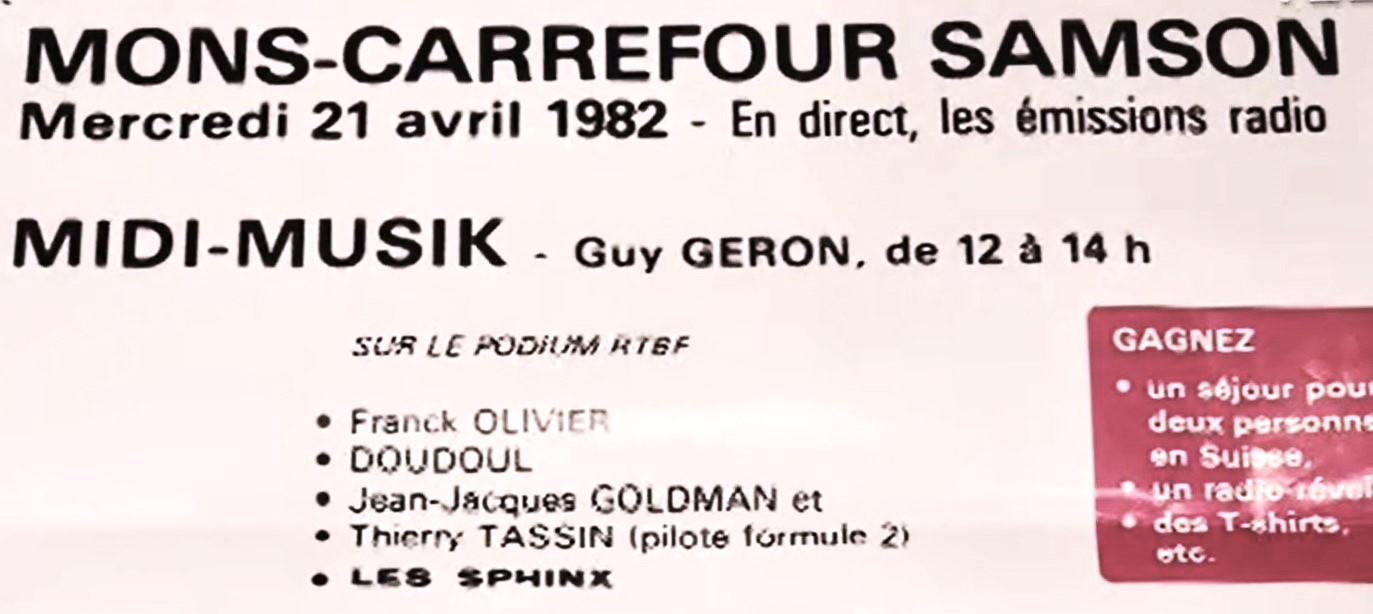 MONS-CARREFOUR SAMSON
Mercredi 21 avril 1982 - En direct, les émissions radio
MIDI-MUSIK - Guy GERON, de 12 à 14 h
SUR LE PODIUM RTBF
• Franck OLIVIER
• DOUDOUL
• Jean-Jacques GOLDMAN et
• Thierry TASSIN (pilote formule 2)
• LES SPHINX
GAGNEZ
• un séjour pour
deux personne
en Suisse,
• un radio-révei
• des T-shirts,
etc.